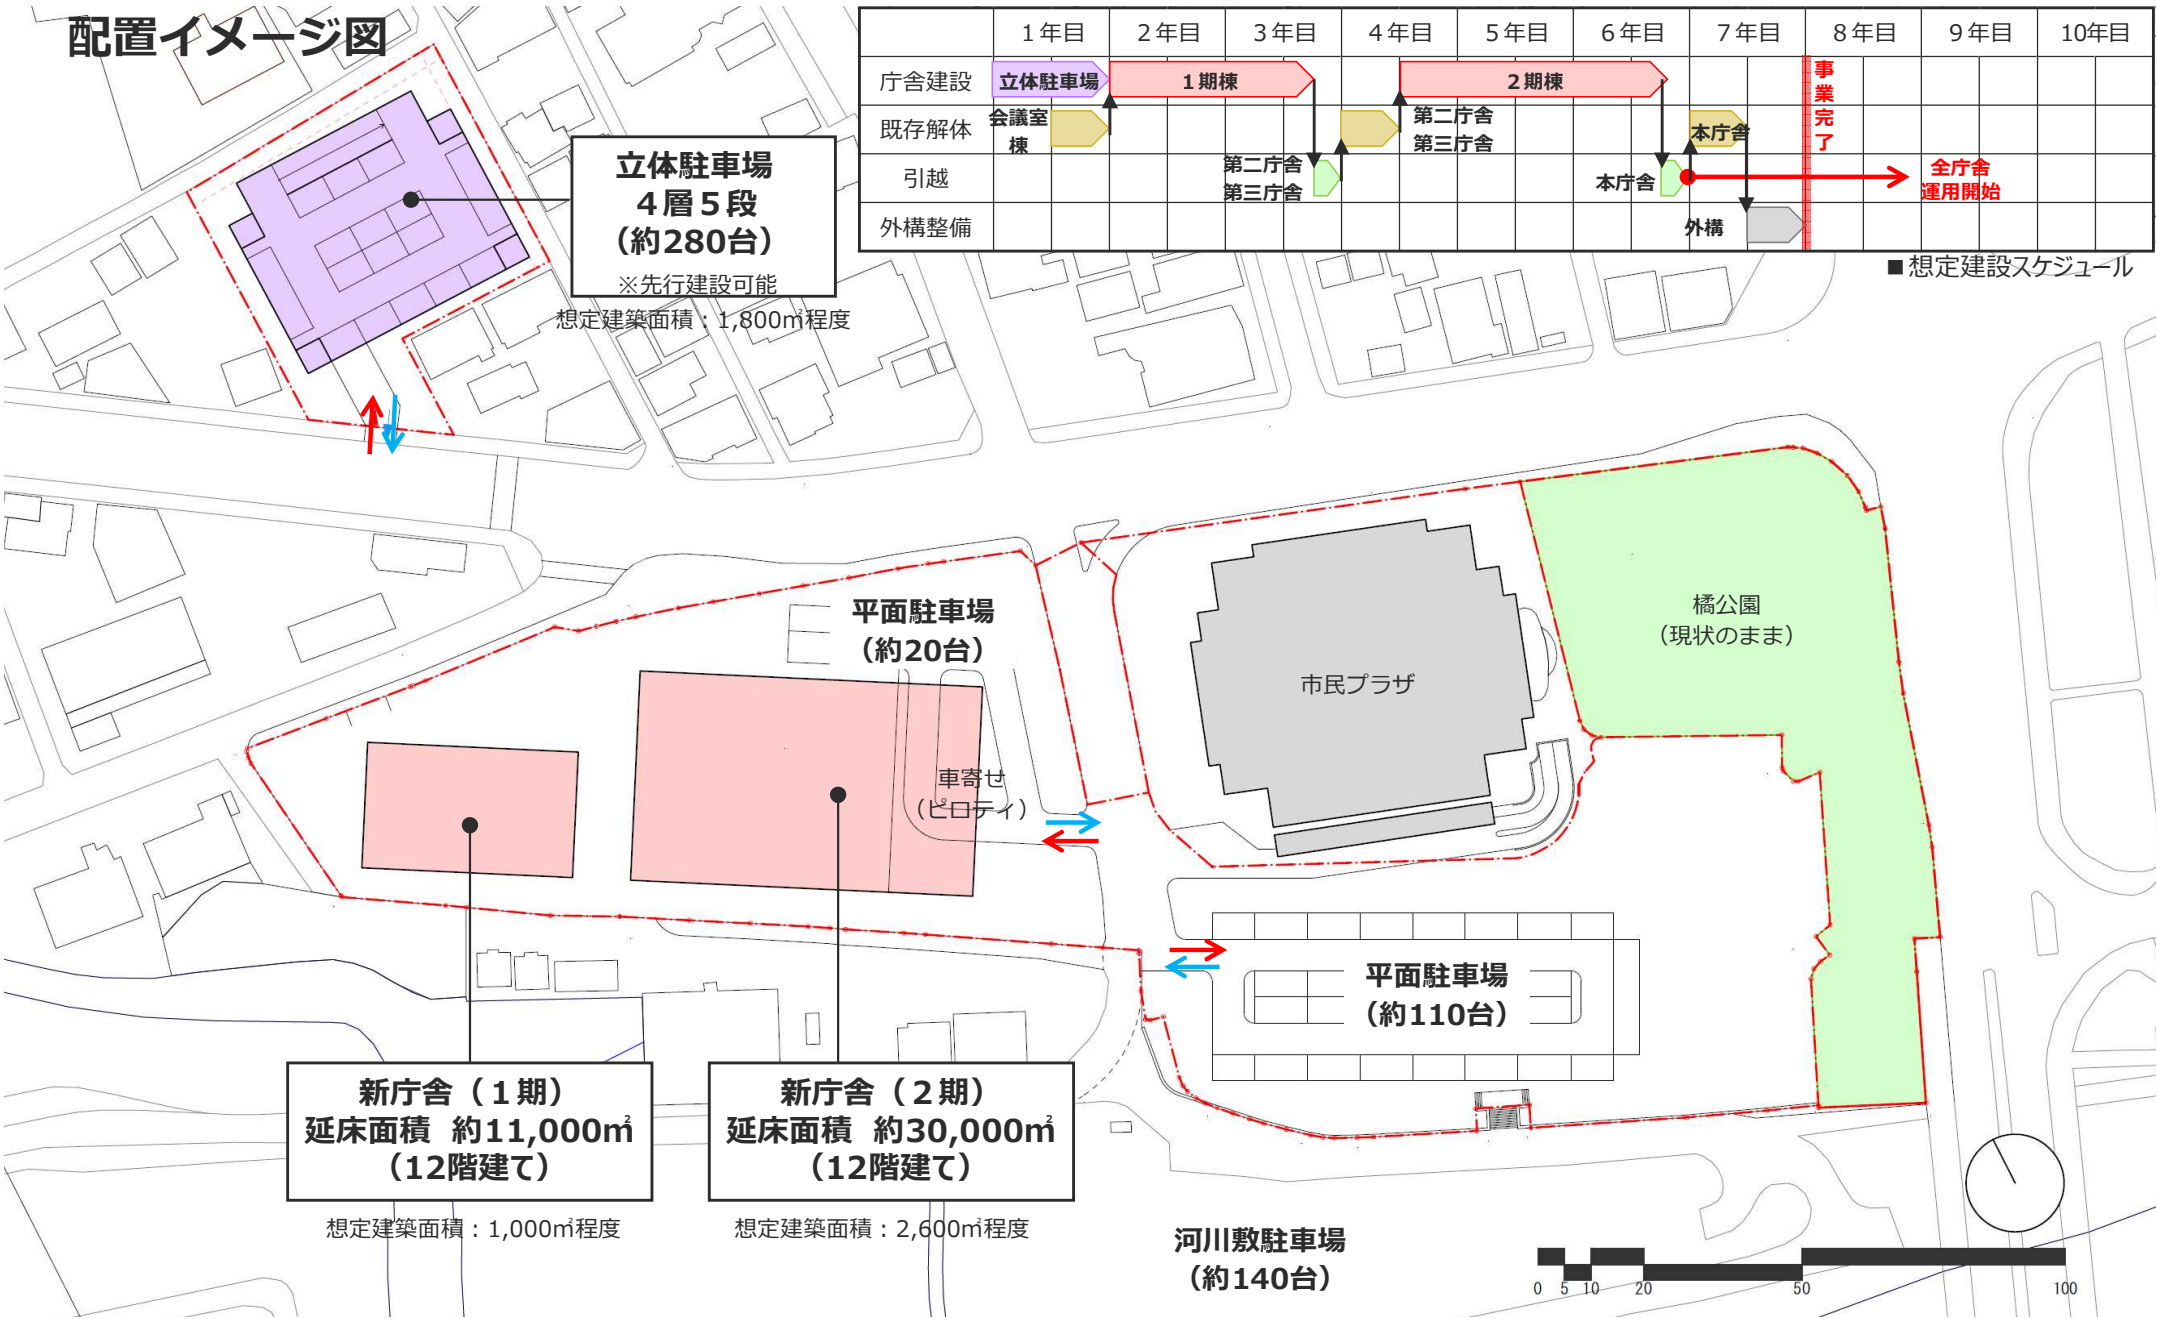 配置イメージ図
1年目 2年目 3年目 4年目 5年目 6年目 7年目 8年目 9年目 10年目
庁舎建設 立体駐車場 1期棟 2期棟
既存解体 会議室棟 第二庁舎 第三庁舎 本庁舎
引越 第二庁舎 第三庁舎 本庁舎 全庁舎 運用開始
外構整備 外構
事業完了
■想定建設スケジュール
立体駐車場
4層5段
(約280台)
※先行建設可能
想定建築面積:1,800㎡程度
平面駐車場
(約20台)
車寄せ
(ピロティ)
市民プラザ
橘公園
(現状のまま)
平面駐車場
(約110台)
新庁舎(1期)
延床面積 約11,000㎡
(12階建て)
想定建築面積:1,000㎡程度
新庁舎(2期)
延床面積 約30,000㎡
(12階建て)
想定建築面積:2,600㎡程度
河川敷駐車場
(約140台)
0 5 10 20 50 100